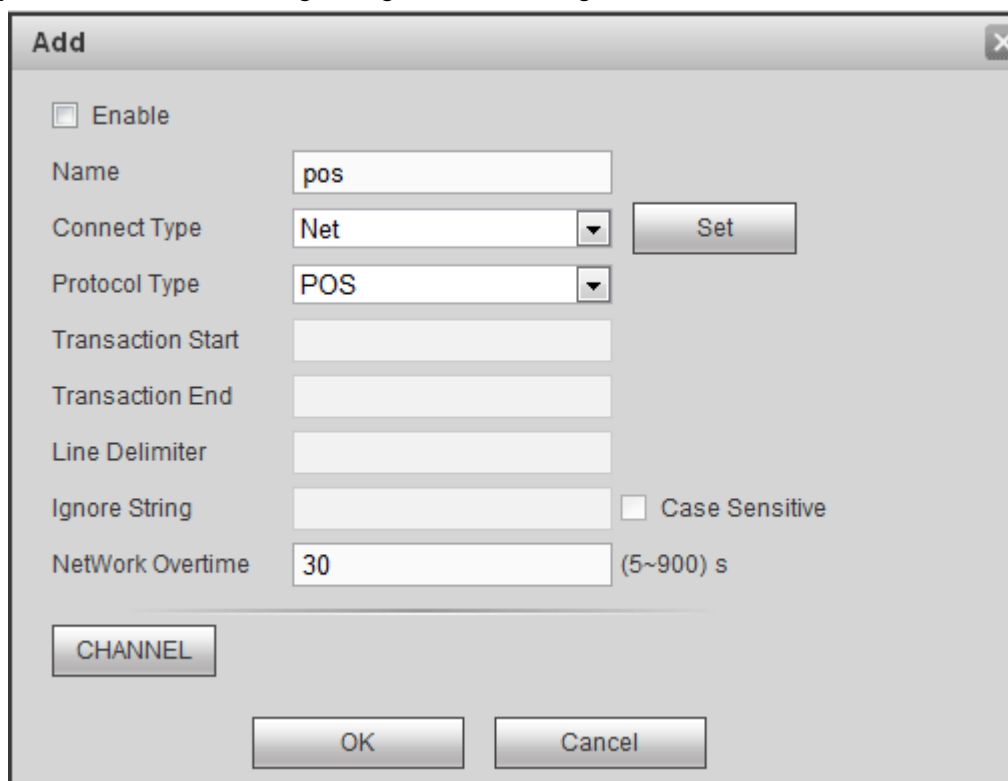 Add
Enable
Name pos
Connect Type Net Set
Protocol Type POS
Transaction Start
Transaction End
Line Delimiter
Ignore String Case Sensitive
NetWork Overtime 30 (5~900) s
CHANNEL
OK Cancel